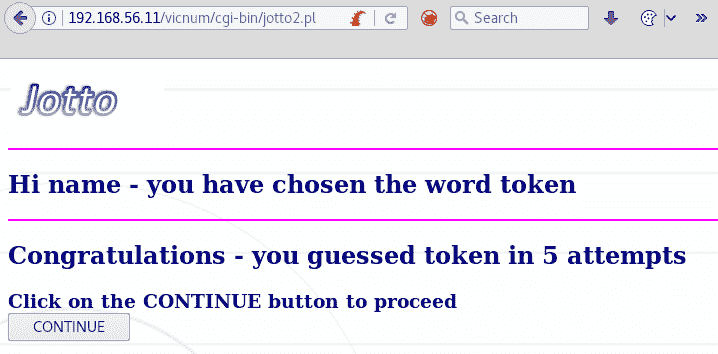 192.168.56.11/vicnum/cgi-bin/jotto2.pl
Search
Jotto
Hi name - you have chosen the word token
Congratulations - you guessed token in 5 attempts
Click on the CONTINUE button to proceed
CONTINUE